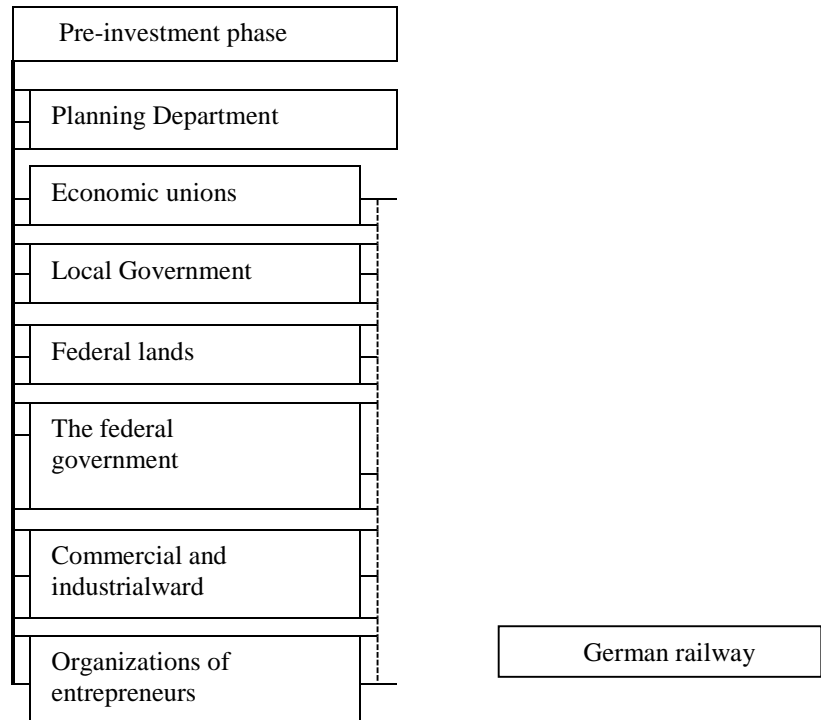 Pre-investment phase
Planning Department
Economic unions
Local Government
Federal lands
The federal
government
Commercial and
industrialward
Organizations of
entrepreneurs
German railway